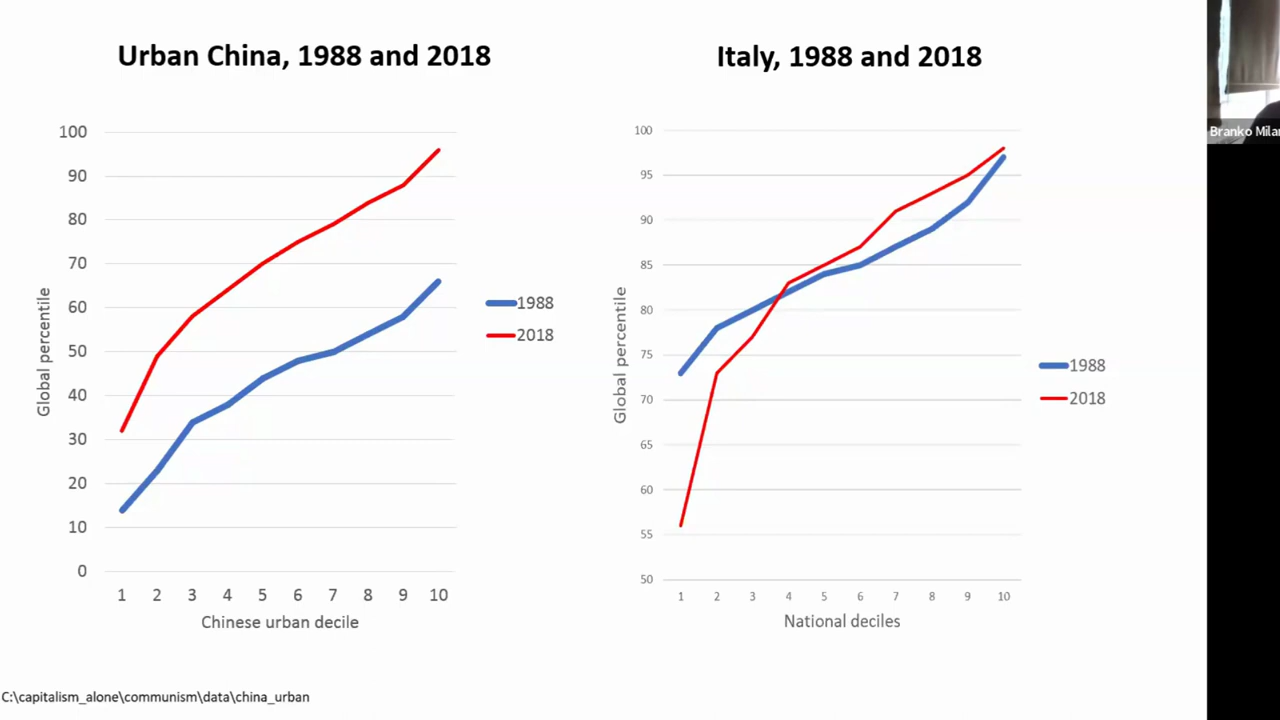 Urban China, 1988 and 2018
100
90
80
70
60
50
40
30
20
10
0
Global percentile
1 2 3 4 5 6 7 8 9 10
Chinese urban decile
1988
2018
Italy, 1988 and 2018
100
95
90
85
80
75
70
65
60
55
50
Global percentile
1 2 3 4 5 6 7 8 9 10
National deciles
1988
2018
Branko Mila
C:\capitalism_alone\communism\data\china_urban